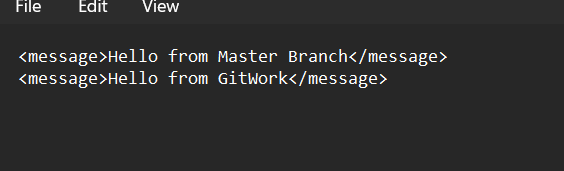 File Edit View
<message>Hello from Master Branch</message>
<message>Hello from GitWork</message>